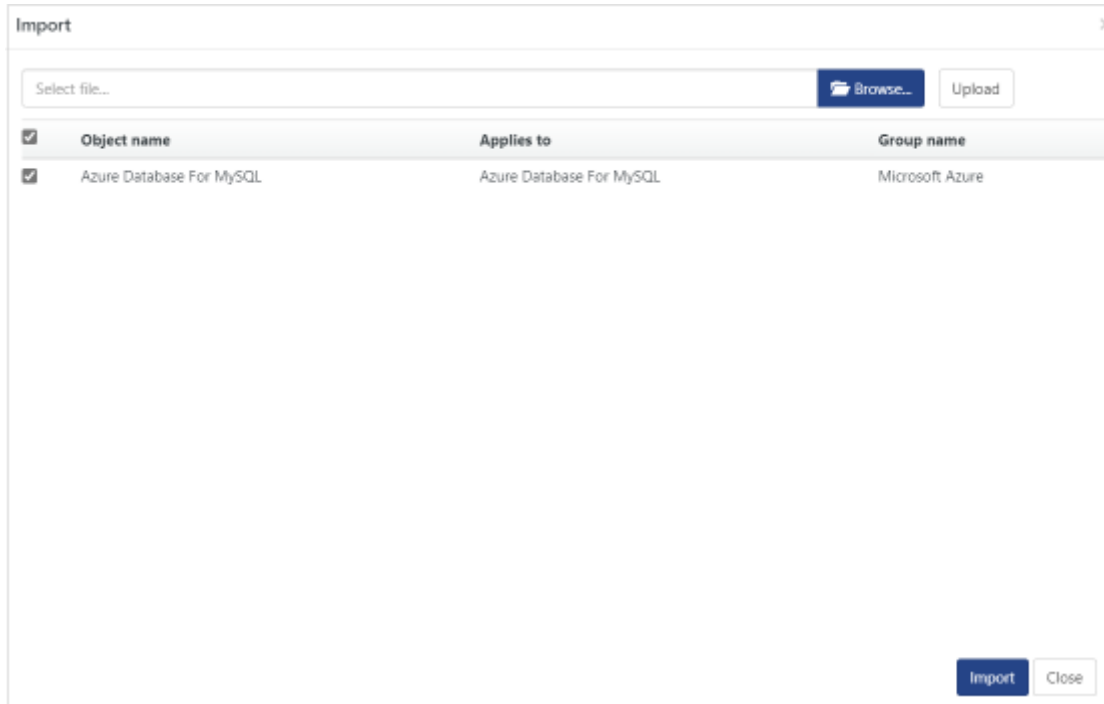 Import
Select file... Browse... Upload
Object name Applies to Group name
Azure Database For MySQL Azure Database For MySQL Microsoft Azure
Import Close